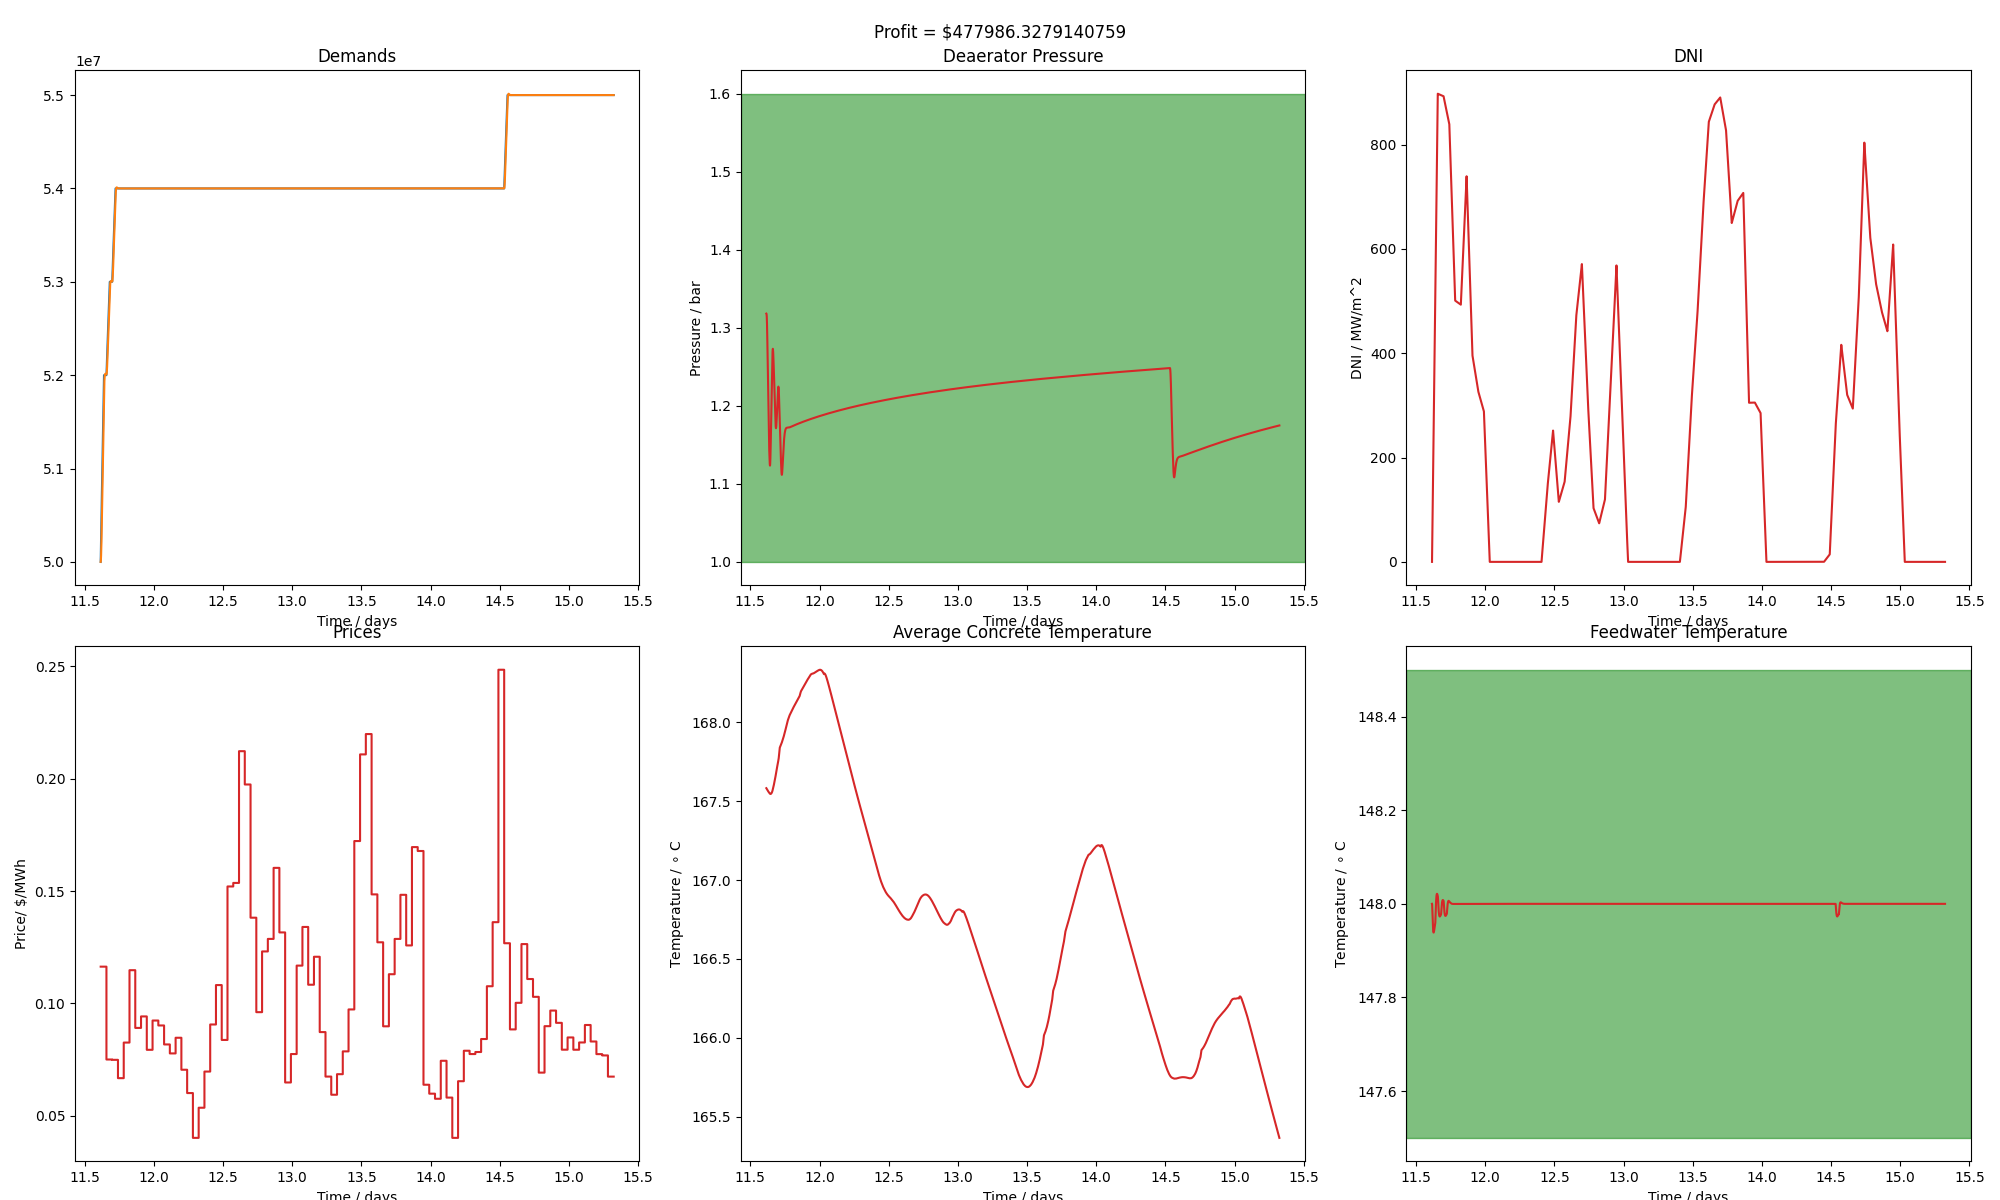 Profit = $477986.3279140759
Demands
1e7
5.5
5.4
5.3
5.2
5.1
5.0
11.5 12.0 12.5 13.0 13.5 14.0 14.5 15.0 15.5
Time / days
Deaerator Pressure
Pressure / bar
1.6
1.5
1.4
1.3
1.2
1.1
1.0
11.5 12.0 12.5 13.0 13.5 14.0 14.5 15.0 15.5
Time / days
DNI
DNI / MW/m^2
800
600
400
200
0
11.5 12.0 12.5 13.0 13.5 14.0 14.5 15.0 15.5
Time / days
Prices
Price/ $/MWh
0.25
0.20
0.15
0.10
0.05
11.5 12.0 12.5 13.0 13.5 14.0 14.5 15.0 15.5
Time / days
Average Concrete Temperature
Temperature / ∘ C
168.0
167.5
167.0
166.5
166.0
165.5
11.5 12.0 12.5 13.0 13.5 14.0 14.5 15.0 15.5
Time / days
Feedwater Temperature
Temperature / ∘ C
148.4
148.2
148.0
147.8
147.6
11.5 12.0 12.5 13.0 13.5 14.0 14.5 15.0 15.5
Time / days